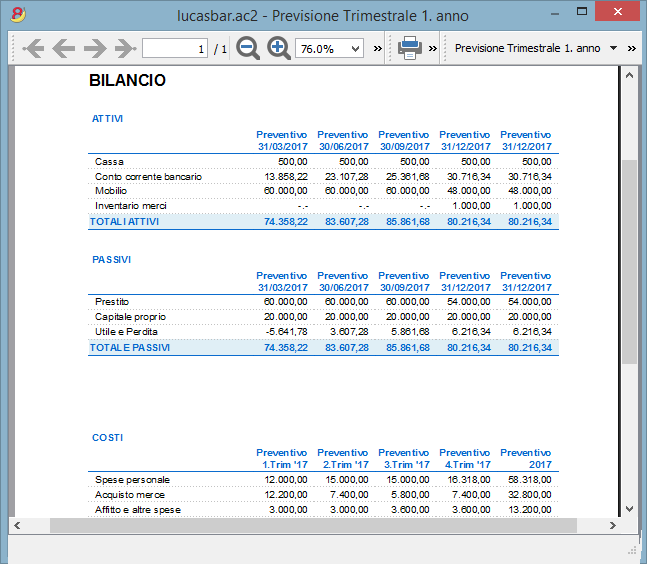 lucasbar.ac2 - Previsione Trimestrale 1. anno
1 / 1 76.0% » » Previsione Trimestrale 1. anno »
BILANCIO
ATTIVI
Preventivo Preventivo Preventivo Preventivo Preventivo
31/03/2017 30/06/2017 30/09/2017 31/12/2017 31/12/2017
Cassa 500,00 500,00 500,00 500,00 500,00
Conto corrente bancario 13.858,22 23.107,28 25.361,68 30.716,34 30.716,34
Mobilio 60.000,00 60.000,00 60.000,00 48.000,00 48.000,00
Inventario merci -.- -.- -.- 1.000,00 1.000,00
TOTALI ATTIVI 74.358,22 83.607,28 85.861,68 80.216,34 80.216,34
PASSIVI
Preventivo Preventivo Preventivo Preventivo Preventivo
31/03/2017 30/06/2017 30/09/2017 31/12/2017 31/12/2017
Prestito 60.000,00 60.000,00 60.000,00 54.000,00 54.000,00
Capitale proprio 20.000,00 20.000,00 20.000,00 20.000,00 20.000,00
Utile e Perdita -5.641,78 3.607,28 5.861,68 6.216,34 6.216,34
TOTALE PASSIVI 74.358,22 83.607,28 85.861,68 80.216,34 80.216,34
COSTI
Preventivo Preventivo Preventivo Preventivo Preventivo
1.Trim '17 2.Trim '17 3.Trim '17 4.Trim '17 2017
Spese personale 12.000,00 15.000,00 15.000,00 16.318,00 58.318,00
Acquisto merce 12.200,00 7.400,00 5.800,00 7.400,00 32.800,00
Affitto e altre spese 3.000,00 3.000,00 3.600,00 3.600,00 13.200,00